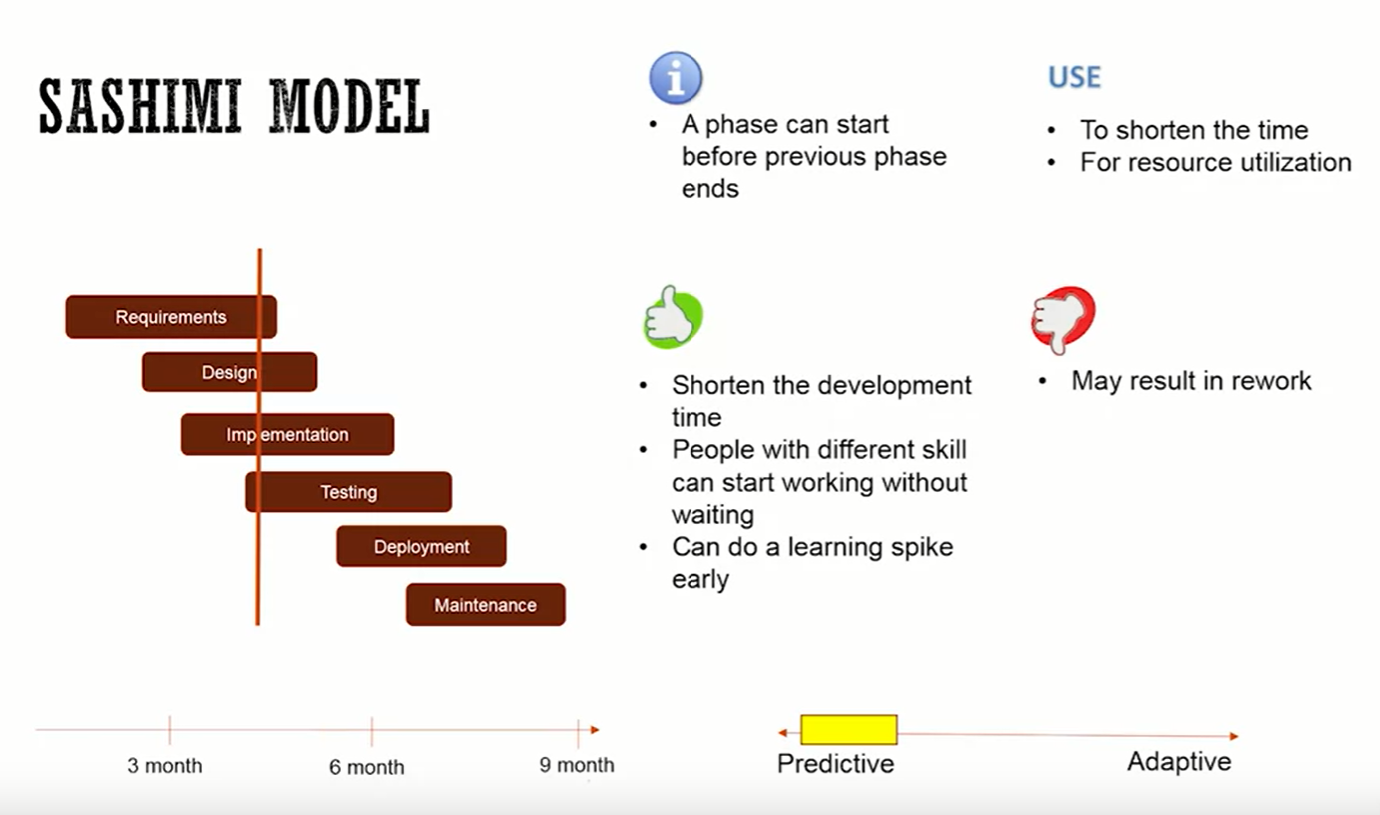 SASHIMI MODEL
• A phase can start
before previous phase
ends
USE
• To shorten the time
• For resource utilization
Requirements
Design
Implementation
Testing
Deployment
Maintenance
• Shorten the development
time
• People with different skill
can start working without
waiting
• Can do a learning spike
early
• May result in rework
3 month
6 month
9 month
Predictive
Adaptive